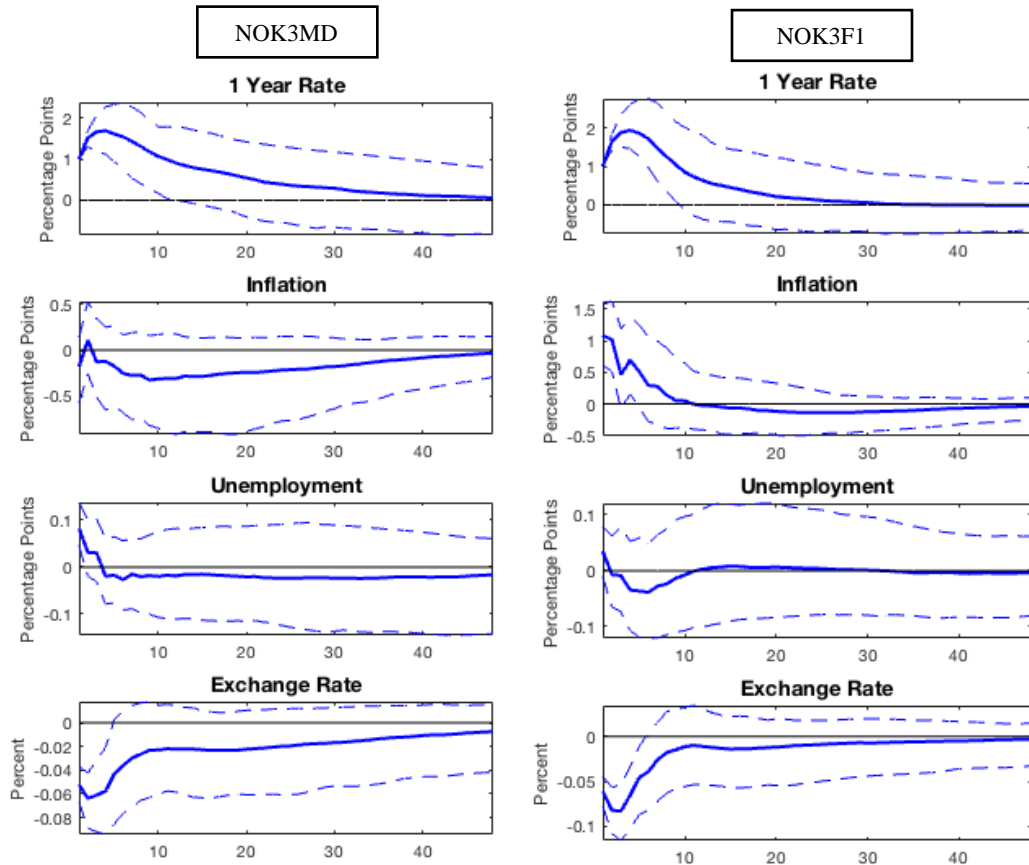 NOK3MD
NOK3F1
1 Year Rate
Percentage Points
2
1
0
10 20 30 40
Inflation
Percentage Points
0.5
0
-0.5
10 20 30 40
Unemployment
Percentage Points
0.1
0
-0.1
10 20 30 40
Exchange Rate
Percent
0
-0.02
-0.04
-0.06
-0.08
10 20 30 40
1 Year Rate
Percentage Points
2
1
0
10 20 30 40
Inflation
Percentage Points
1.5
1
0.5
0
-0.5
10 20 30 40
Unemployment
Percentage Points
0.1
0
-0.1
10 20 30 40
Exchange Rate
Percent
0
-0.05
-0.1
10 20 30 40